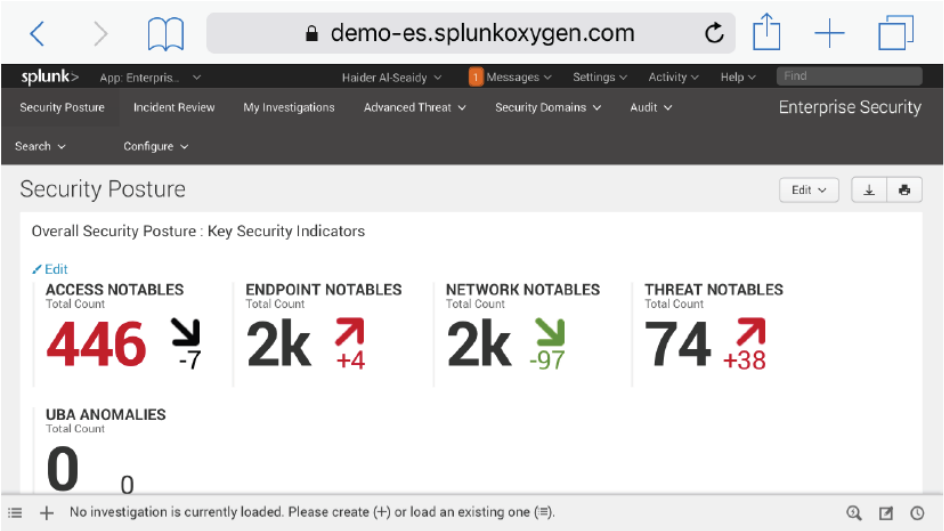 demo-es.splunkoxygen.com
splunk> App: Enterpris.. Haider Al-Seaidy 1 Messages Settings Activity Help Find
Security Posture Incident Review My Investigations Advanced Threat Security Domains Audit Enterprise Security
Search Configure
Security Posture Edit
Overall Security Posture : Key Security Indicators
Edit
ACCESS NOTABLES ENDPOINT NOTABLES NETWORK NOTABLES THREAT NOTABLES
Total Count Total Count Total Count Total Count
446 -7 2k +4 2k -97 74 +38
UBA ANOMALIES
Total Count
0 0
No investigation is currently loaded. Please create (+) or load an existing one (≡).